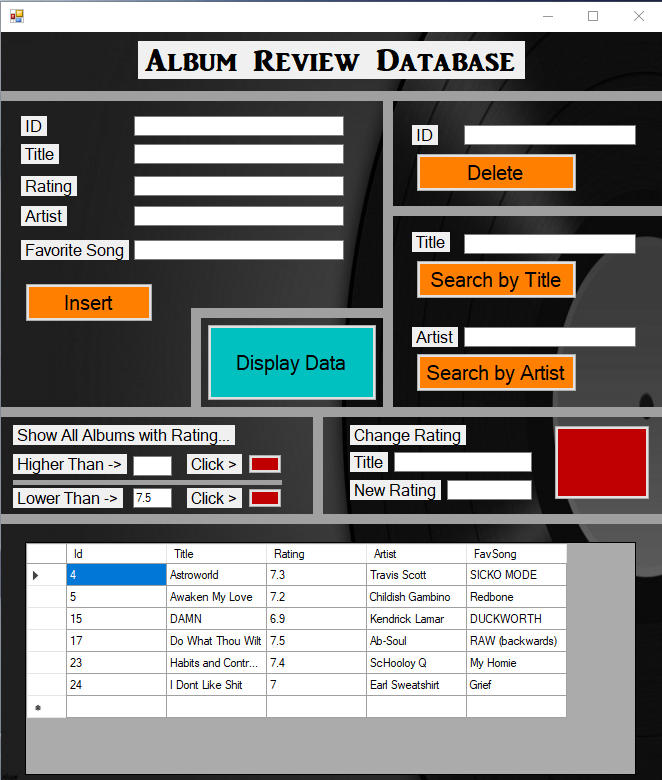 Album Review Database
ID
Title
Rating
Artist
Favorite Song
Insert
Display Data
ID
Delete
Title
Search by Title
Artist
Search by Artist
Show All Albums with Rating...
Higher Than -> Click >
Lower Than -> 7.5 Click >
Change Rating
Title
New Rating
Id Title Rating Artist FavSong
4 Astroworld 7.3 Travis Scott SICKO MODE
5 Awaken My Love 7.2 Childish Gambino Redbone
15 DAMN 6.9 Kendrick Lamar DUCKWORTH
17 Do What Thou Wilt 7.5 Ab-Soul RAW (backwards)
23 Habits and Contr... 7.4 ScHooloy Q My Homie
24 I Dont Like Shit 7 Earl Sweatshirt Grief